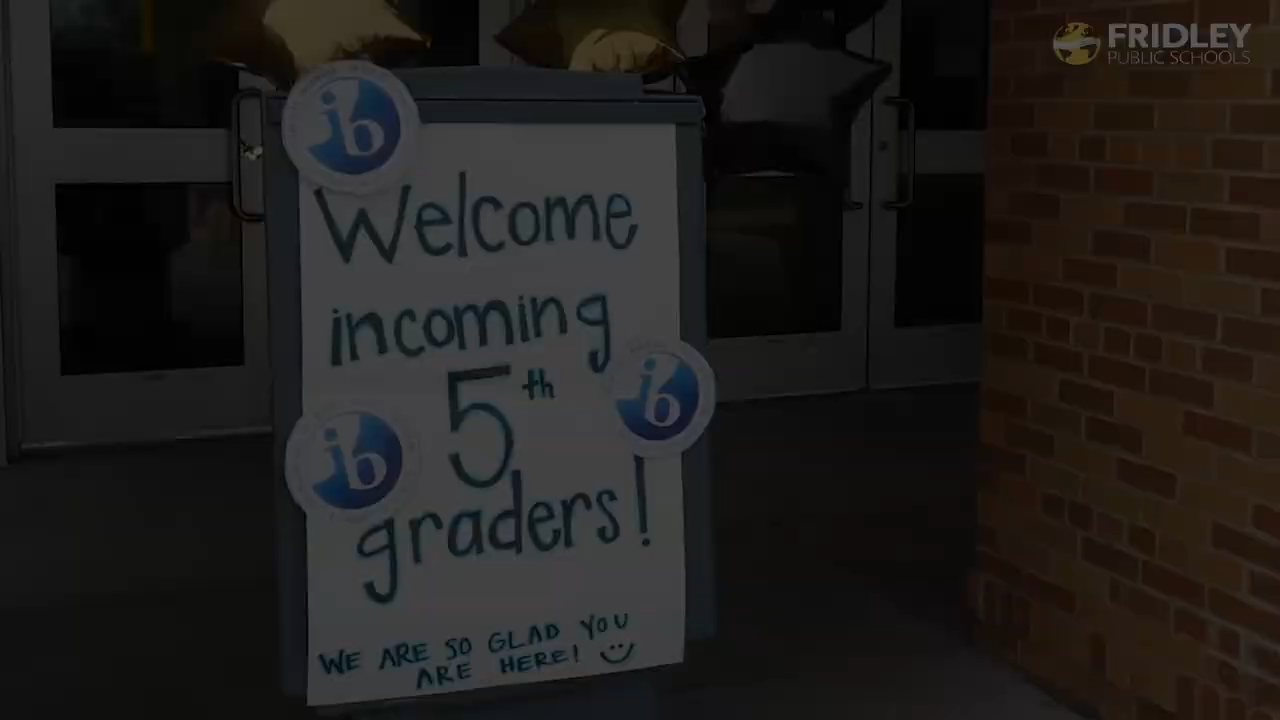 FRIDLEY
PUBLIC SCHOOLS
ib
Welcome
incoming
5th
ib
ib
graders!
WE ARE SO GLAD YOU
ARE HERE!